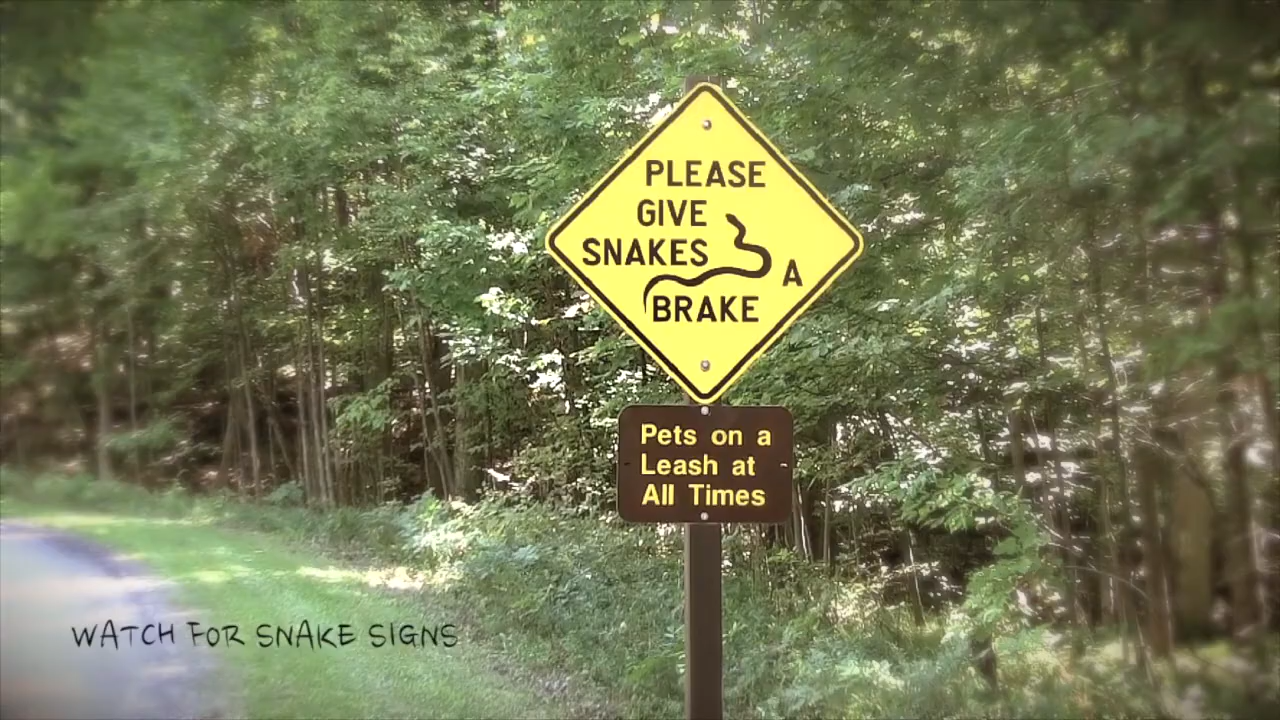 PLEASE
GIVE
SNAKES
A
BRAKE
Pets on a
Leash at
All Times
WATCH FOR SNAKE SIGNS